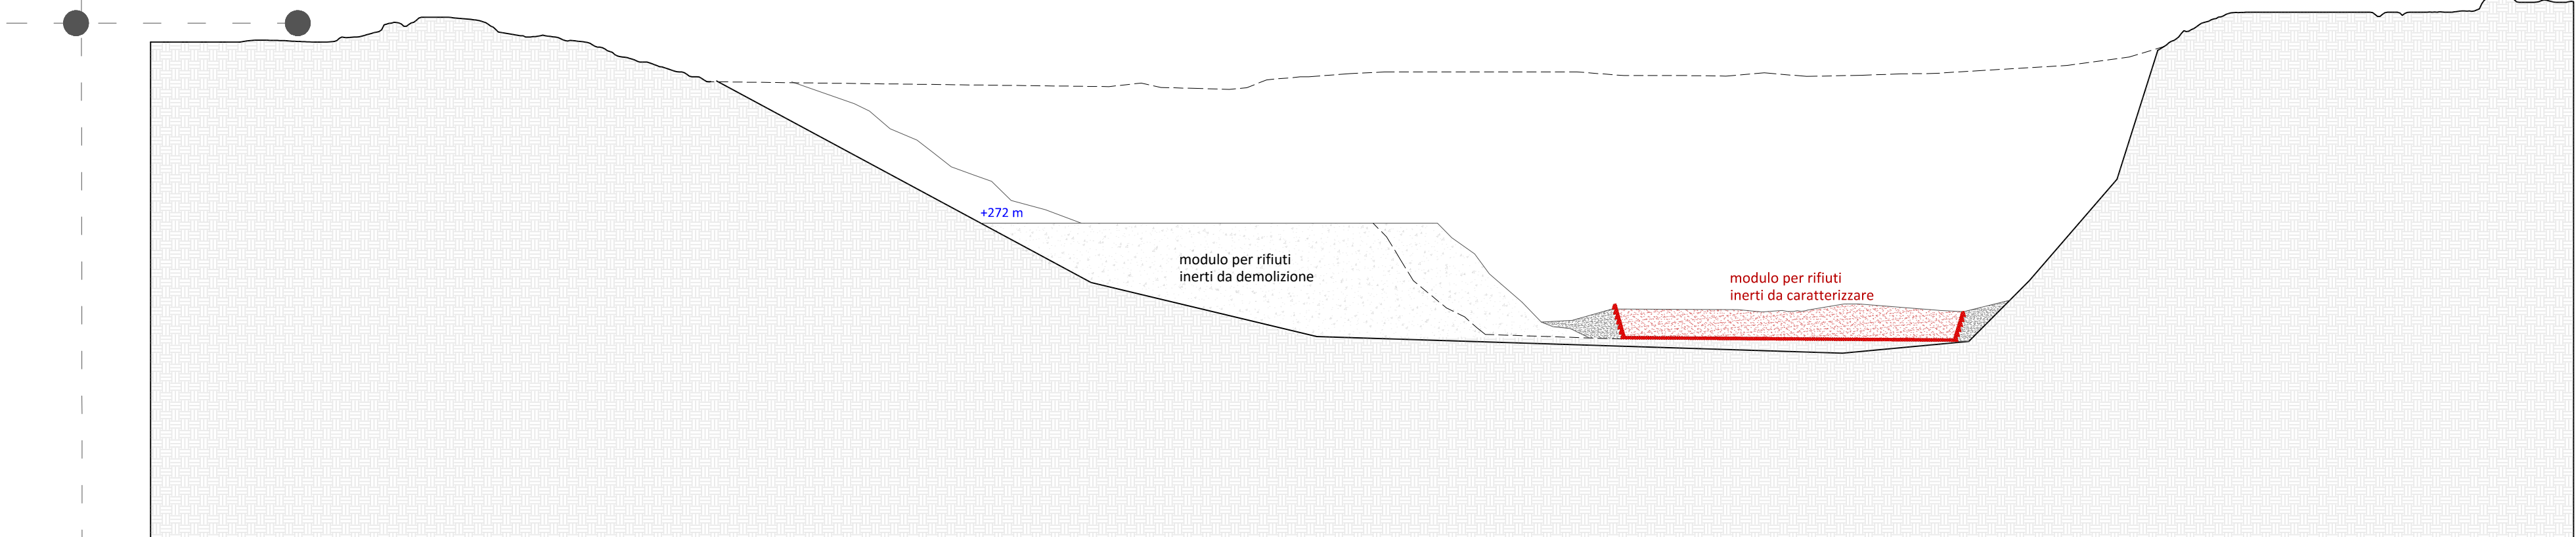 +272 m
modulo per rifiuti
inerti da demolizione
modulo per rifiuti
inerti da caratterizzare